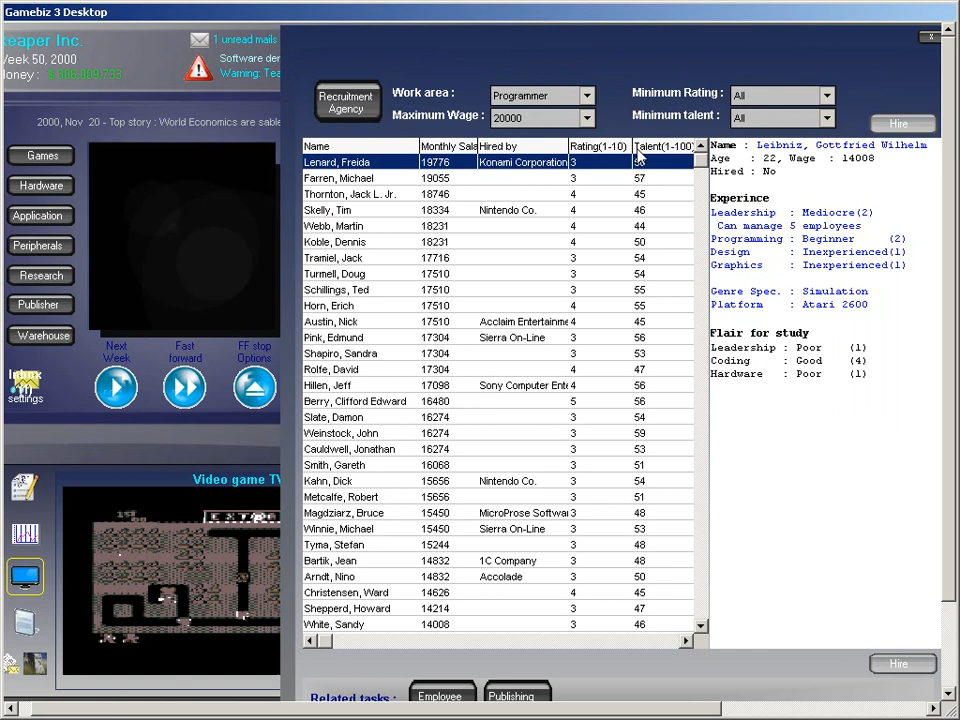 Gamebiz 3 Desktop
eaper Inc.
Week 50, 2000
oney :
1 unread mails
Software der
Warning: Tea
2000, Nov 20 - Top story : World Economics are sable
Games
Hardware
Application
Peripherals
Research
Publisher
Warehouse
Next Week
Fast forward
FF stop Options
Inbox
(1)
settings
Video game TV
x
Recruitment Agency
Work area : Programmer
Maximum Wage : 20000
Minimum Rating : All
Minimum talent : All
Hire
Name Monthly Sal Hired by Rating(1-10) Talent(1-100)
Lenard, Freida 19776 Konami Corporation 3
Farren, Michael 19055 3 57
Thornton, Jack L. Jr. 18746 4 45
Skelly, Tim 18334 Nintendo Co. 4 46
Webb, Martin 18231 4 44
Koble, Dennis 18231 4 50
Tramiel, Jack 17716 3 54
Turmell, Doug 17510 3 54
Schillings, Ted 17510 3 55
Horn, Erich 17510 4 55
Austin, Nick 17510 Acclaim Entertainme 4 45
Pink, Edmund 17304 Sierra On-Line 3 56
Shapiro, Sandra 17304 3 53
Rolfe, David 17304 4 47
Hillen, Jeff 17098 Sony Computer Ente 4 56
Berry, Clifford Edward 16480 5 56
Slate, Damon 16274 3 54
Weinstock, John 16274 3 59
Cauldwell, Jonathan 16274 3 53
Smith, Gareth 16068 3 51
Kahn, Dick 15656 Nintendo Co. 3 54
Metcalfe, Robert 15656 3 51
Magdziarz, Bruce 15450 MicroProse Softwa 3 48
Winnie, Michael 15450 Sierra On-Line 3 53
Tyma, Stefan 15244 3 48
Bartik, Jean 14832 1C Company 3 48
Arndt, Nino 14832 Accolade 3 50
Christensen, Ward 14626 4 45
Shepperd, Howard 14214 3 47
White, Sandy 14008 3 46
Name : Leibniz, Gottfried Wilhelm
Age : 22, Wage : 14008
Hired : No
Experince
Leadership : Mediocre(2)
Can manage 5 employees
Programming : Beginner (2)
Design : Inexperienced(1)
Graphics : Inexperienced(1)
Genre Spec. : Simulation
Platform : Atari 2600
Flair for study
Leadership : Poor (1)
Coding : Good (4)
Hardware : Poor (1)
Hire
Related tasks : Employee Publishing